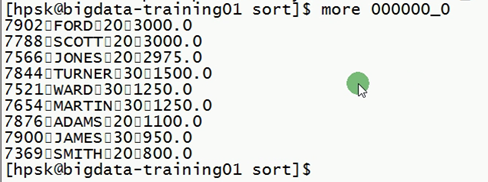 [hpsk@bigdata-training01 sort]$ more 000000_0
7902▯FORD▯20▯3000.0
7788▯SCOTT▯20▯3000.0
7566▯JONES▯20▯2975.0
7844▯TURNER▯30▯1500.0
7521▯WARD▯30▯1250.0
7654▯MARTIN▯30▯1250.0
7876▯ADAMS▯20▯1100.0
7900▯JAMES▯30▯950.0
7369▯SMITH▯20▯800.0
[hpsk@bigdata-training01 sort]$